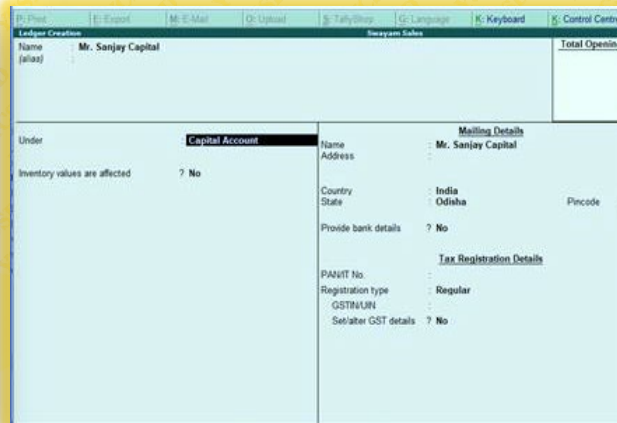 P: Print E: Export M: E-Mail O: Upload S: TallyShop G: Language K: Keyboard K: Control Centre
Ledger Creation Swayam Sales
Name : Mr. Sanjay Capital
(alias) :
Total Openin
Under : Capital Account
Inventory values are affected ? No
Mailing Details
Name : Mr. Sanjay Capital
Address :
Country : India
State : Odisha Pincode
Provide bank details ? No
Tax Registration Details
PAN/IT No. :
Registration type : Regular
GSTIN/UIN :
Set/alter GST details ? No